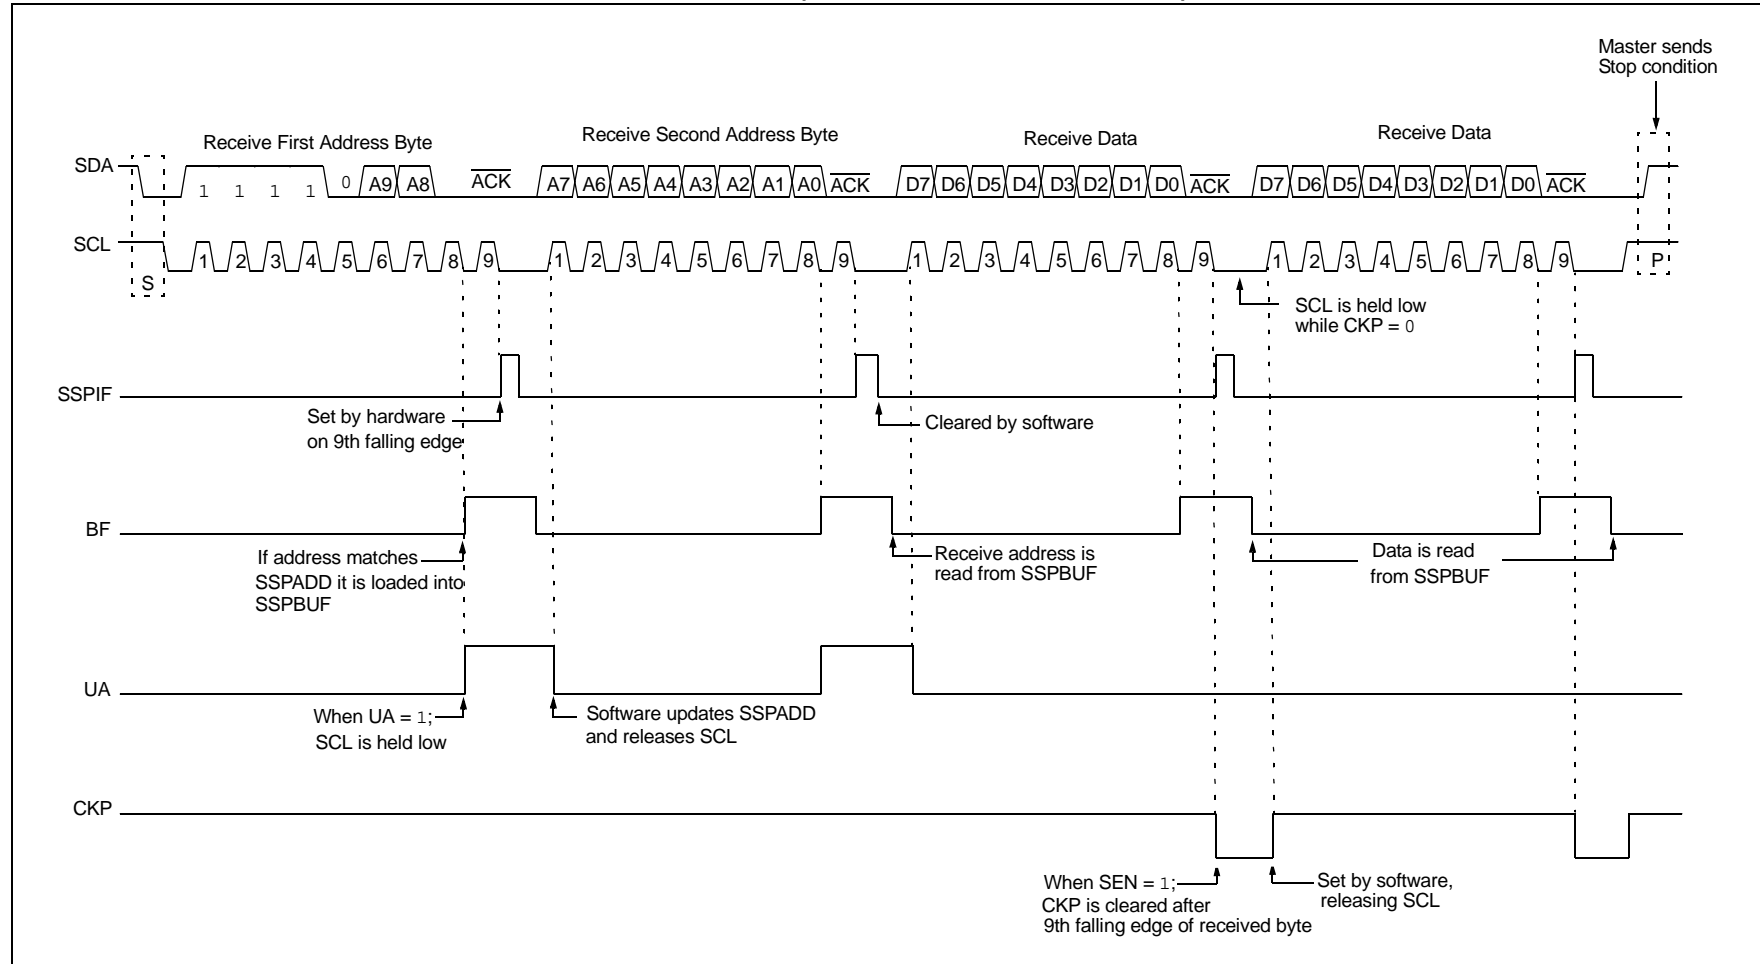 Master sends
Stop condition
Receive First Address Byte
Receive Second Address Byte
Receive Data
Receive Data
SDA
1 1 1 1 0 A9 A8 ACK A7 A6 A5 A4 A3 A2 A1 A0 ACK D7 D6 D5 D4 D3 D2 D1 D0 ACK D7 D6 D5 D4 D3 D2 D1 D0 ACK
SCL
S 1 2 3 4 5 6 7 8 9 1 2 3 4 5 6 7 8 9 1 2 3 4 5 6 7 8 9 1 2 3 4 5 6 7 8 9 P
SCL is held low
while CKP = 0
SSPIF
Set by hardware
on 9th falling edge
Cleared by software
BF
If address matches
SSPADD it is loaded into
SSPBUF
Receive address is
read from SSPBUF
Data is read
from SSPBUF
UA
When UA = 1;
SCL is held low
Software updates SSPADD
and releases SCL
CKP
When SEN = 1;
CKP is cleared after
9th falling edge of received byte
Set by software,
releasing SCL